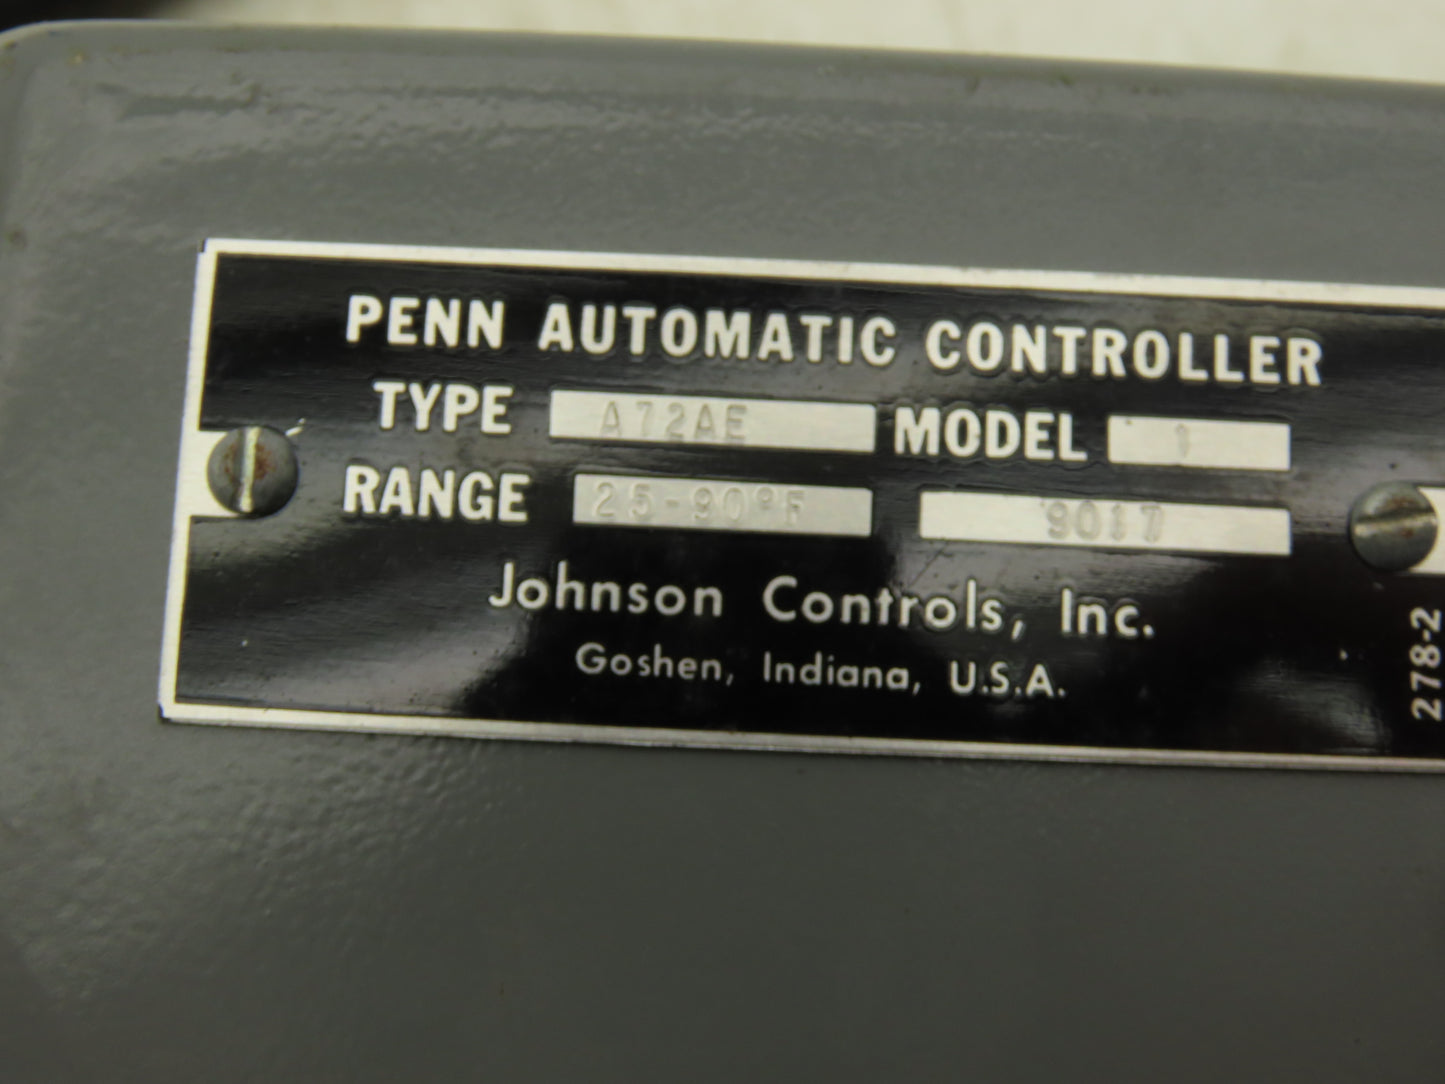 PENN AUTOMATIC CONTROLLER
TYPE A72AE MODEL 1
RANGE 25-90°F 9017
Johnson Controls, Inc.
Goshen, Indiana, U.S.A.
278-2